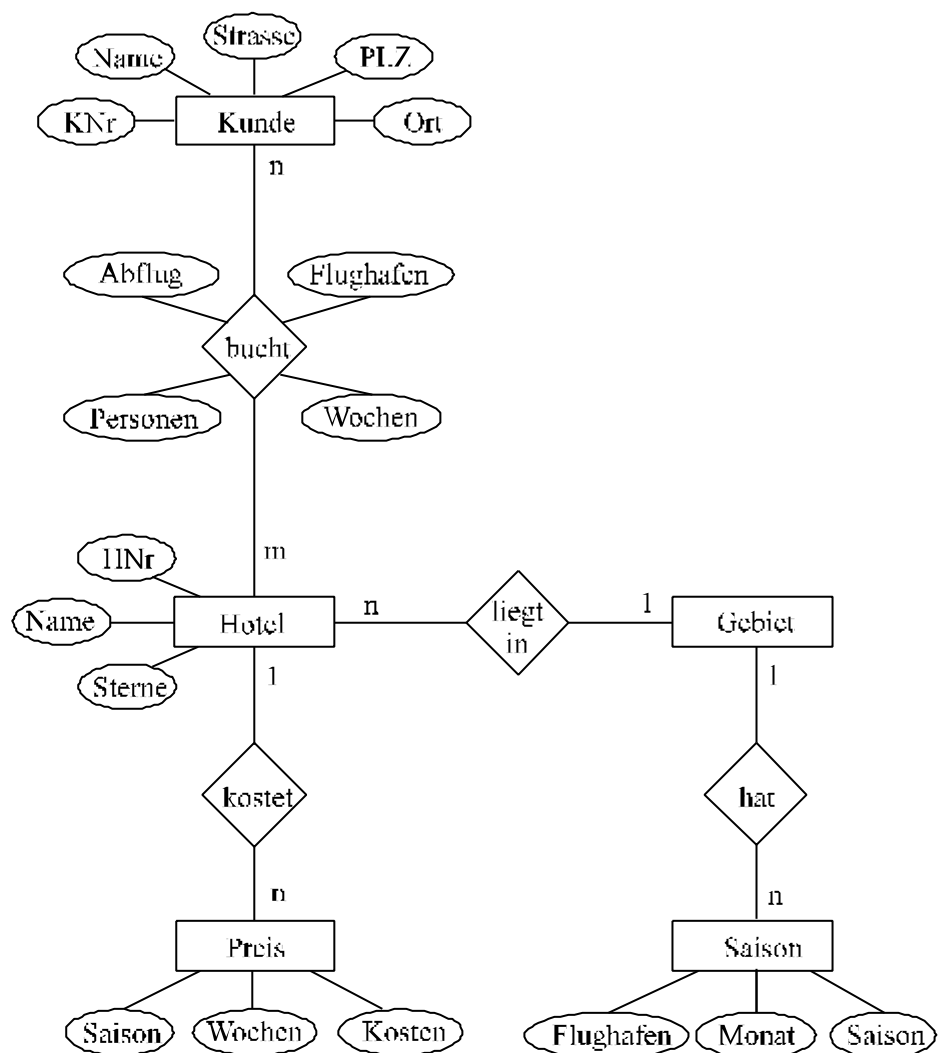 Strasse
Name
PLZ
KNr
Kunde
Ort
n
Abflug
Flughafen
bucht
Personen
Wochen
m
HNr
Name
Hotel
n
liegt
in
1
Gebiet
Sterne
1
1
kostet
hat
n
n
Preis
Saison
Saison
Wochen
Kosten
Flughafen
Monat
Saison